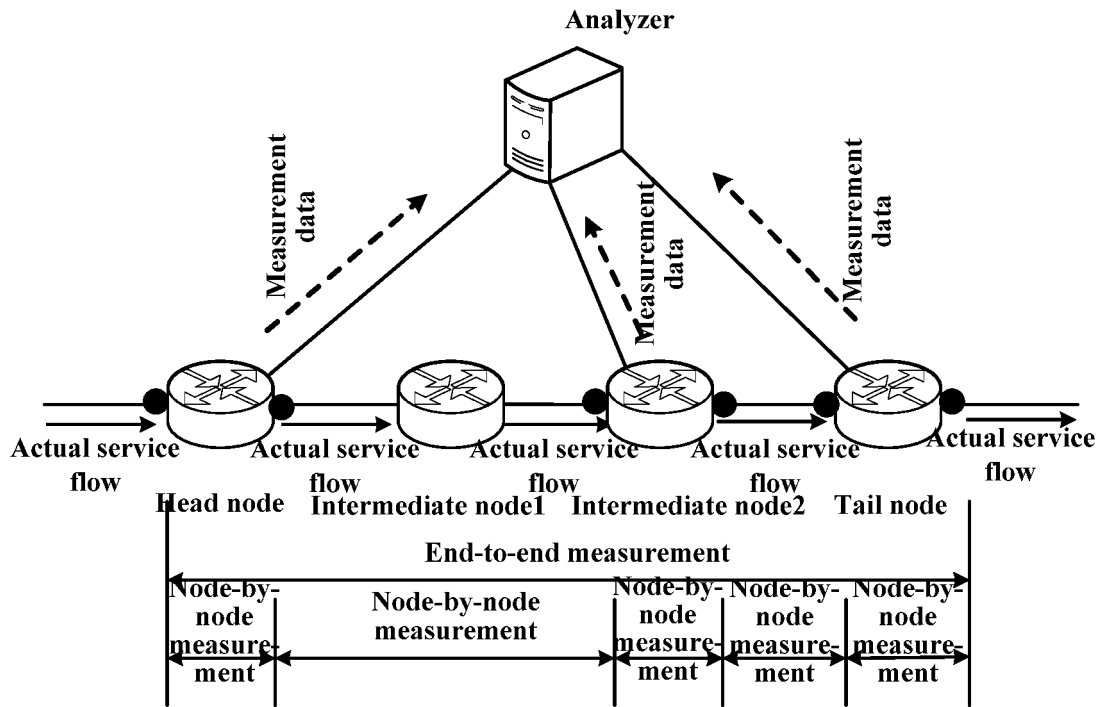 Analyzer
Measurement
data
Measurement
data
Measurement
data
Actual service
flow
Actual service
flow
Actual service
flow
Actual service
flow
Actual service
flow
Head node
Intermediate node1
Intermediate node2
Tail node
End-to-end measurement
Node-by-
node
measure-
ment
Node-by-node
measurement
Node-by-
node
measure-
ment
Node-by-
node
measure-
ment
Node-by-
node
measure-
ment